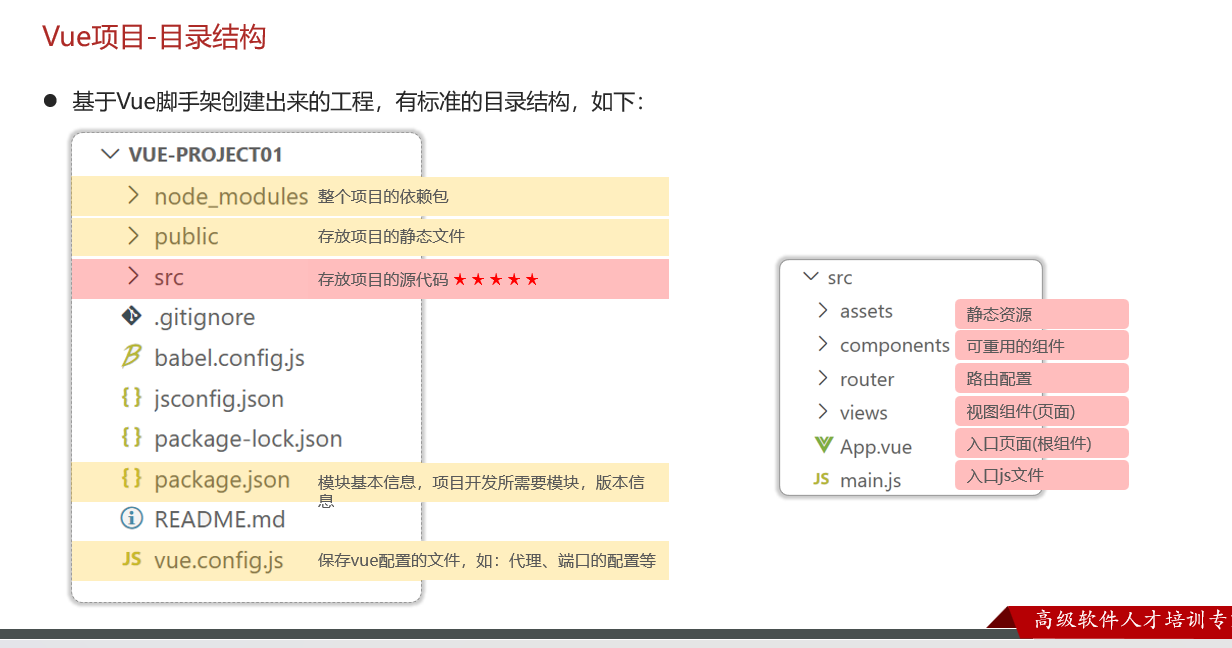 Vue项目-目录结构
基于Vue脚手架创建出来的工程，有标准的目录结构，如下：
VUE-PROJECT01
node_modules 整个项目的依赖包
public 存放项目的静态文件
src 存放项目的源代码 ★★★★★
.gitignore
babel.config.js
{} jsconfig.json
{} package-lock.json
{} package.json 模块基本信息，项目开发所需要模块，版本信
息
README.md
JS vue.config.js 保存vue配置的文件，如：代理、端口的配置等
src
assets 静态资源
components 可重用的组件
router 路由配置
views 视图组件(页面)
App.vue 入口页面(根组件)
JS main.js 入口js文件
高级软件人才培训专